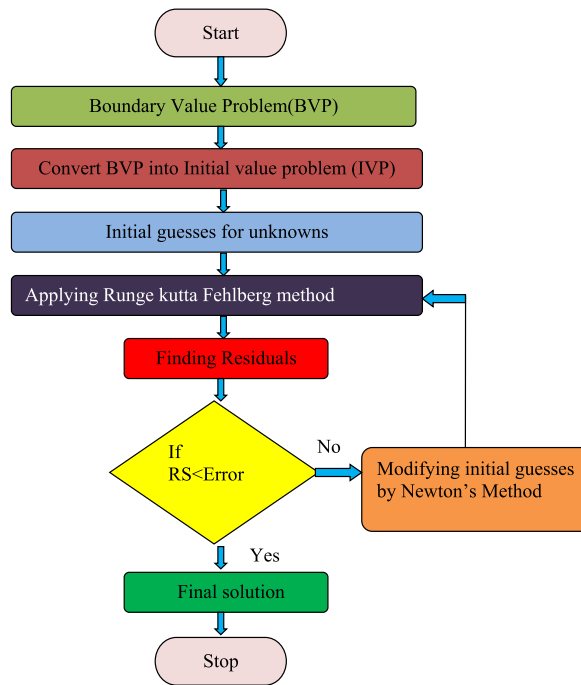 Start
Boundary Value Problem(BVP)
Convert BVP into Initial value problem (IVP)
Initial guesses for unknowns
Applying Runge kutta Fehlberg method
Finding Residuals
If
RS<Error
No
Modifying initial guesses
by Newton’s Method
Yes
Final solution
Stop